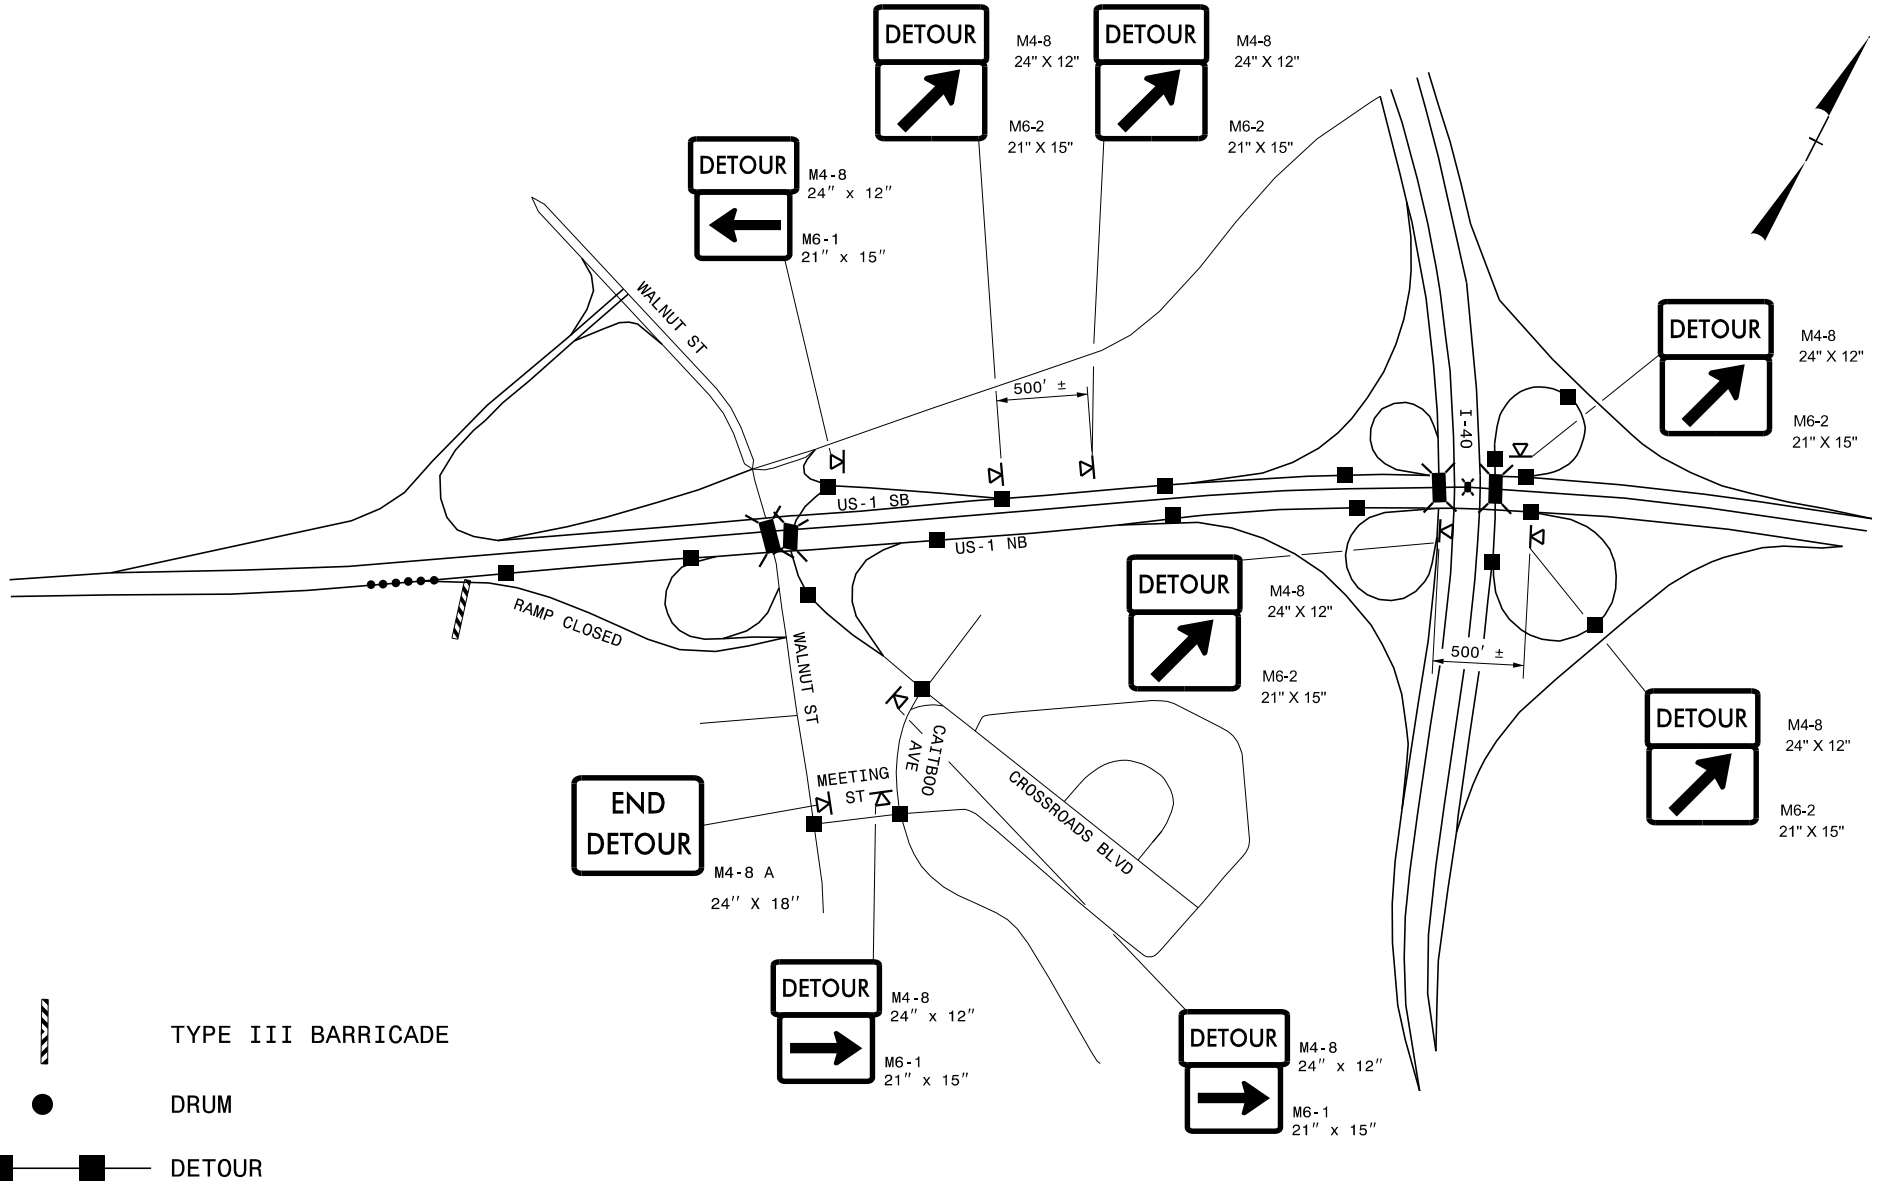 DETOUR
M4-8
24" X 12"
M6-2
21" X 15"
DETOUR
M4-8
24" X 12"
M6-2
21" X 15"
DETOUR
M4-8
24" x 12"
M6-1
21" x 15"
WALNUT ST
500' ±
DETOUR
M4-8
24" X 12"
M6-2
21" X 15"
I-40
US-1 SB
US-1 NB
RAMP CLOSED
WALNUT ST
DETOUR
M4-8
24" X 12"
M6-2
21" X 15"
500' ±
DETOUR
M4-8
24" X 12"
M6-2
21" X 15"
CAITBOO
AVE
MEETING
ST
CROSSROADS BLVD
END
DETOUR
M4-8 A
24" X 18"
DETOUR
M4-8
24" x 12"
M6-1
21" x 15"
DETOUR
M4-8
24" x 12"
M6-1
21" x 15"
TYPE III BARRICADE
DRUM
DETOUR